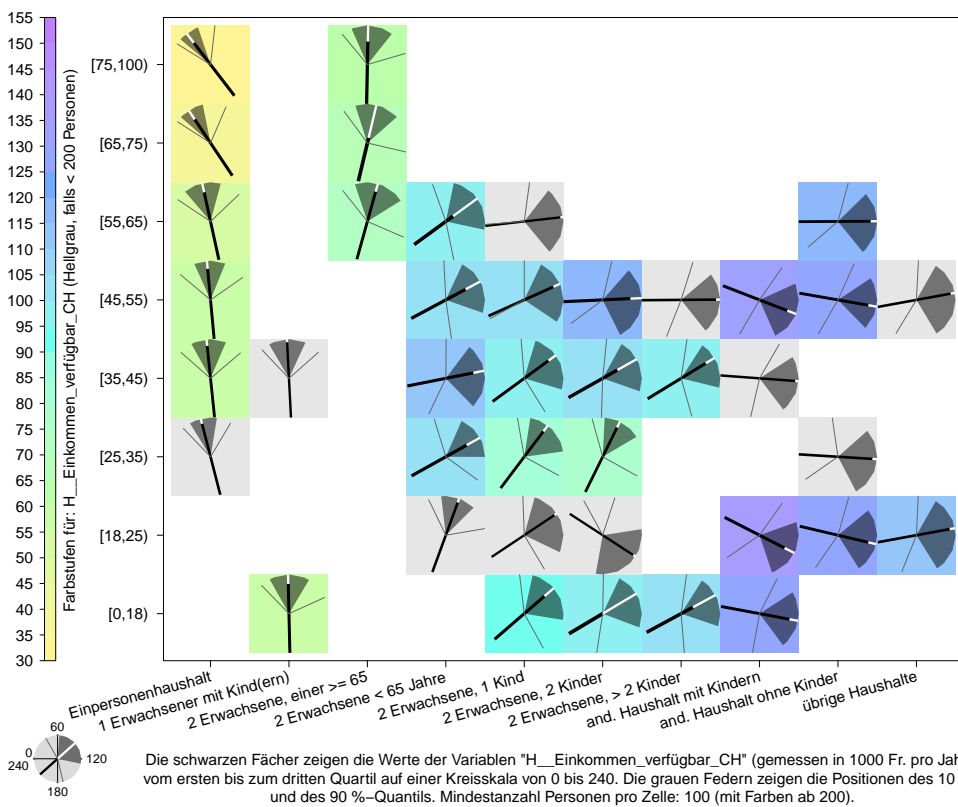 155
150
145
140
135
130
125
120
115
110
105
100
95
90
85
80
75
70
65
60
55
50
45
40
35
30
Farbstufen für: H__Einkommen_verfügbar_CH (Hellgrau, falls < 200 Personen)
[75,100)
[65,75)
[55,65)
[45,55)
[35,45)
[25,35)
[18,25)
[0,18)
Einpersonenhaushalt
1 Erwachsener mit Kind(ern)
2 Erwachsene, einer >= 65
2 Erwachsene < 65 Jahre
2 Erwachsene, 1 Kind
2 Erwachsene, 2 Kinder
2 Erwachsene, > 2 Kinder
and. Haushalt mit Kindern
and. Haushalt ohne Kinder
übrige Haushalte
60
0
120
240
180
Die schwarzen Fächer zeigen die Werte der Variablen "H__Einkommen_verfügbar_CH" (gemessen in 1000 Fr. pro Jah
vom ersten bis zum dritten Quartil auf einer Kreisskala von 0 bis 240. Die grauen Federn zeigen die Positionen des 10
und des 90 %−Quantils. Mindestanzahl Personen pro Zelle: 100 (mit Farben ab 200).